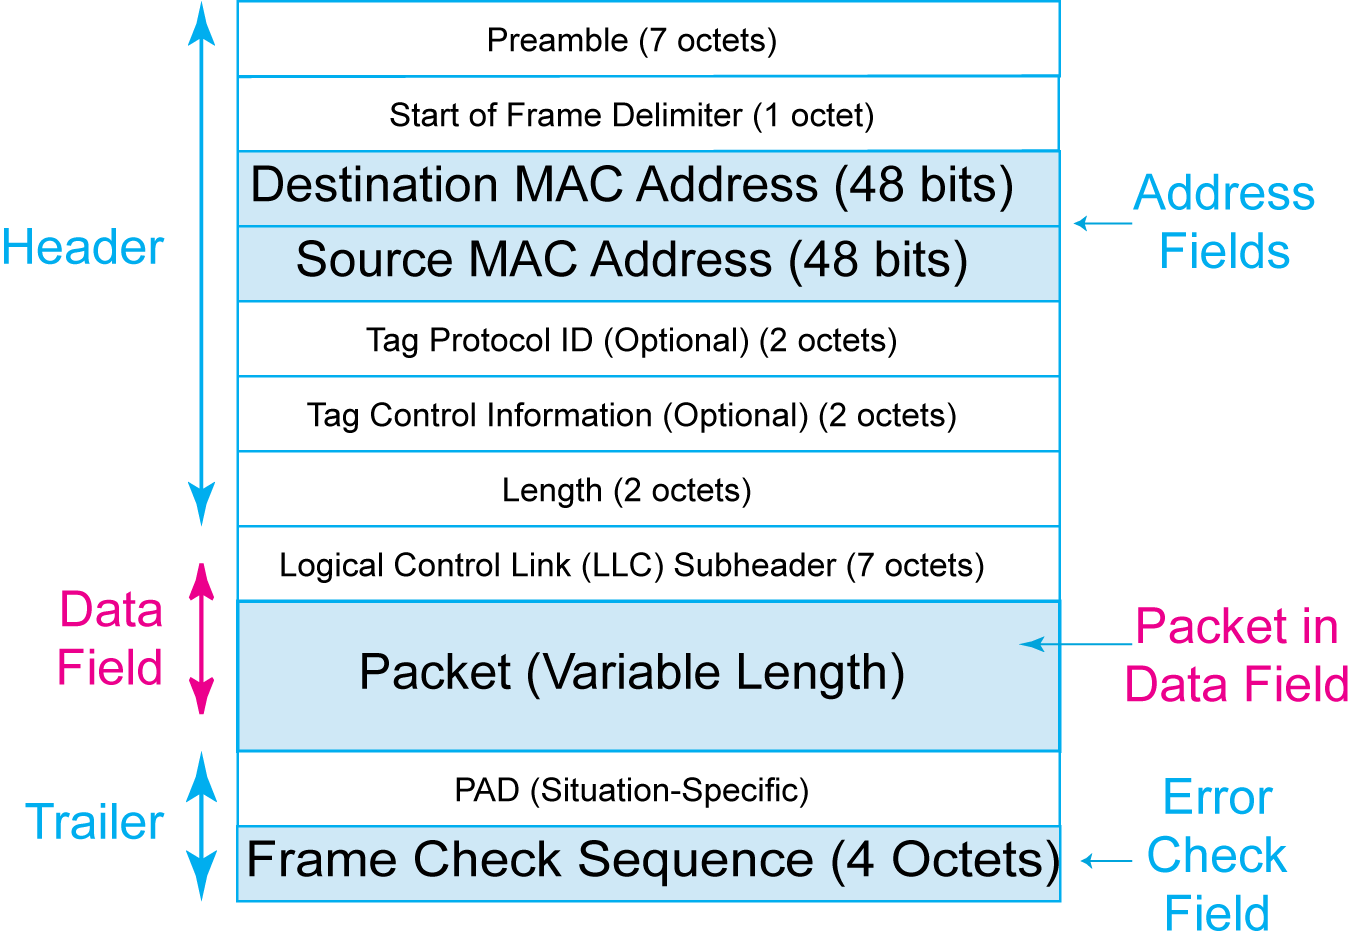 Preamble (7 octets)
Start of Frame Delimiter (1 octet)
Destination MAC Address (48 bits)
Address
Fields
Header
Source MAC Address (48 bits)
Tag Protocol ID (Optional) (2 octets)
Tag Control Information (Optional) (2 octets)
Length (2 octets)
Logical Control Link (LLC) Subheader (7 octets)
Data
Field
Packet (Variable Length)
Packet in
Data Field
PAD (Situation-Specific)
Trailer
Frame Check Sequence (4 Octets)
Error
Check
Field